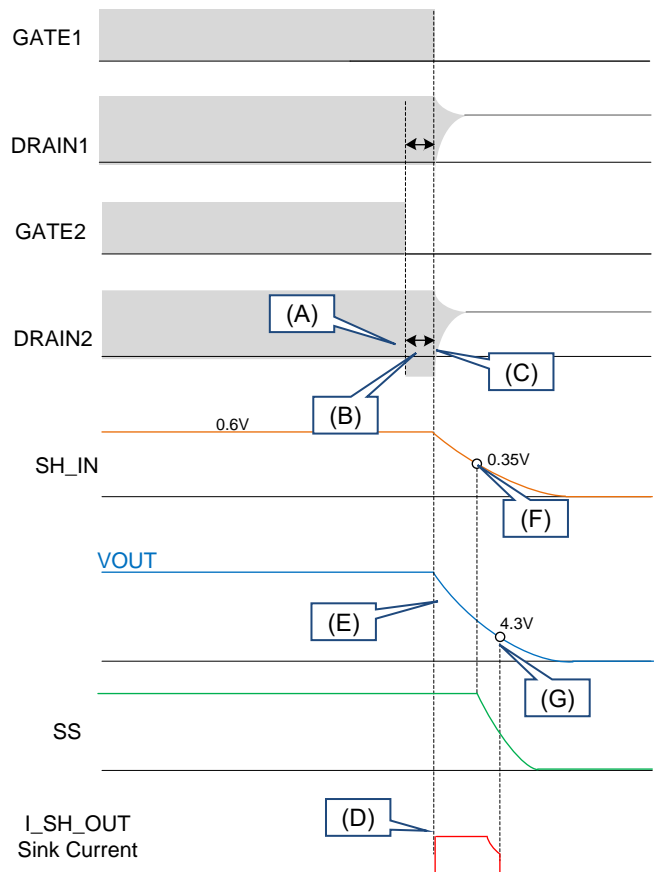 GATE1
DRAIN1
GATE2
DRAIN2
(A)
(B)
(C)
0.6V
SH_IN
0.35V
(F)
VOUT
(E)
4.3V
(G)
SS
(D)
I_SH_OUT
Sink Current